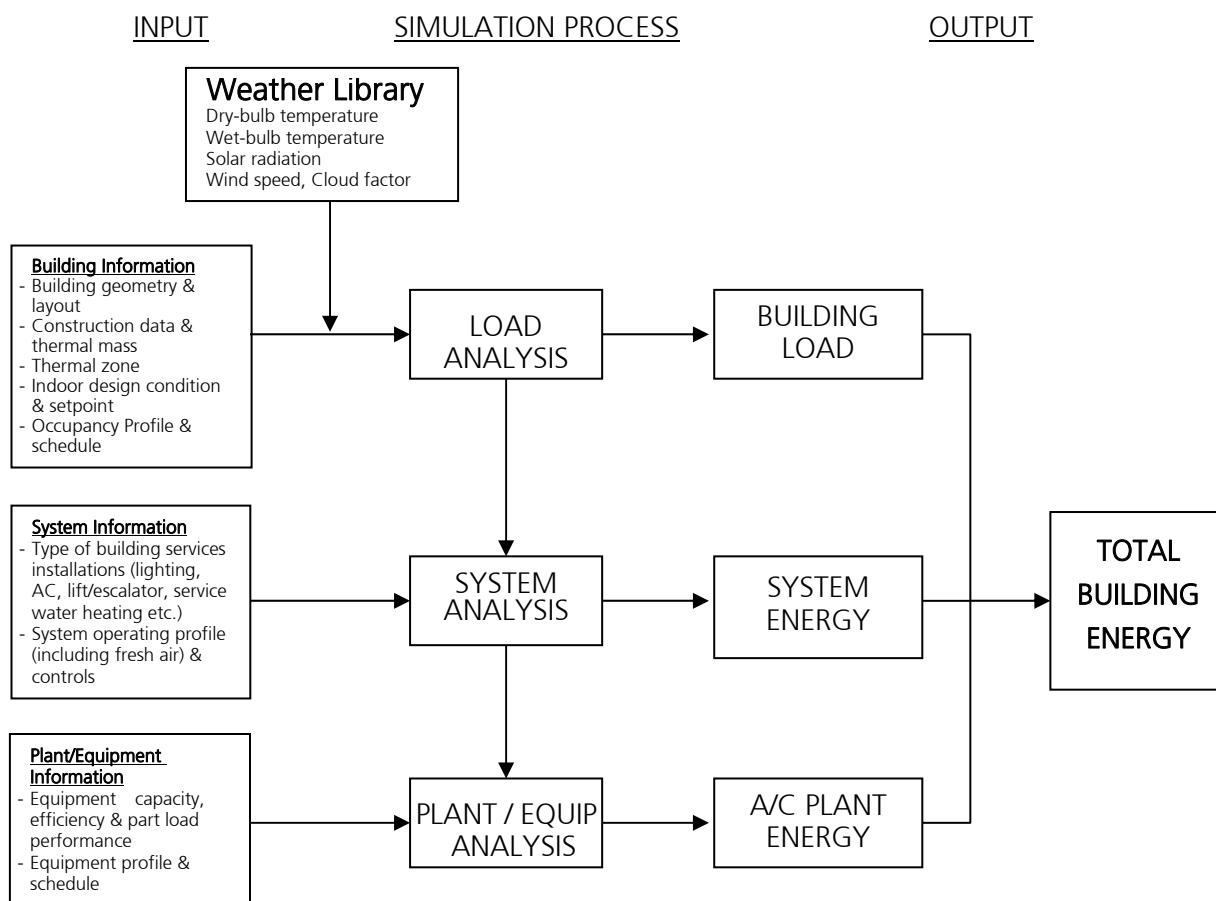 INPUT
SIMULATION PROCESS
OUTPUT
Weather Library
Dry-bulb temperature
Wet-bulb temperature
Solar radiation
Wind speed, Cloud factor
Building Information
- Building geometry &
layout
- Construction data &
thermal mass
- Thermal zone
- Indoor design condition
& setpoint
- Occupancy Profile &
schedule
LOAD
ANALYSIS
BUILDING
LOAD
System Information
- Type of building services
installations (lighting,
AC, lift/escalator, service
water heating etc.)
- System operating profile
(including fresh air) &
controls
SYSTEM
ANALYSIS
SYSTEM
ENERGY
TOTAL
BUILDING
ENERGY
Plant/Equipment
Information
- Equipment capacity,
efficiency & part load
performance
- Equipment profile &
schedule
PLANT / EQUIP
ANALYSIS
A/C PLANT
ENERGY